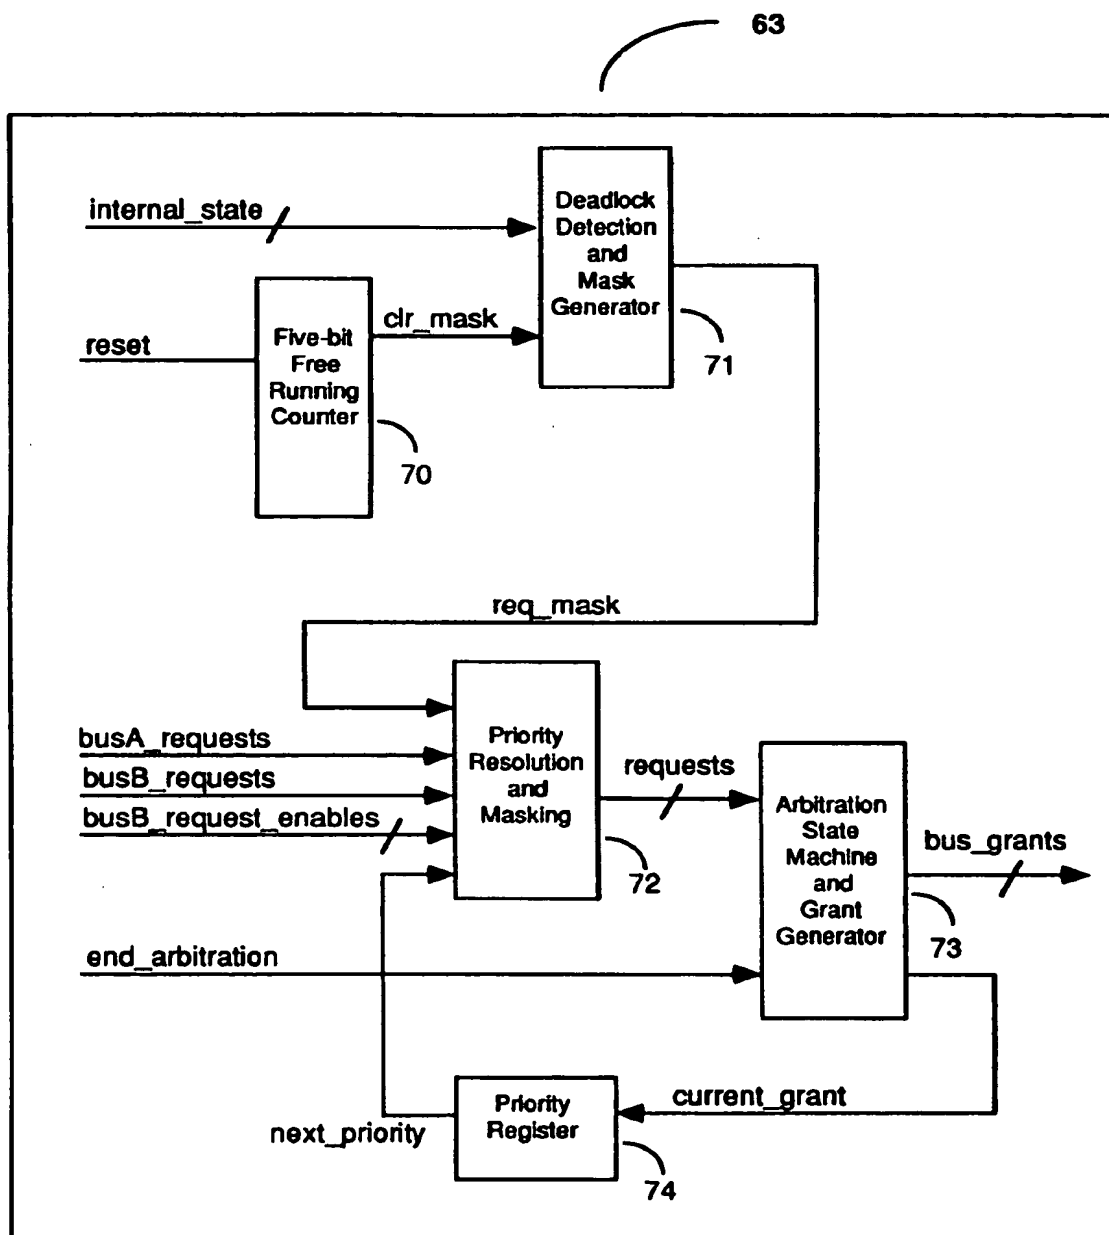 63
internal_state
Deadlock
Detection
and
Mask
Generator
71
reset
Five-bit
Free
Running
Counter
70
clr_mask
req_mask
busA_requests
busB_requests
busB_request_enables
Priority
Resolution
and
Masking
72
requests
Arbitration
State
Machine
and
Grant
Generator
73
bus_grants
end_arbitration
current_grant
Priority
Register
74
next_priority